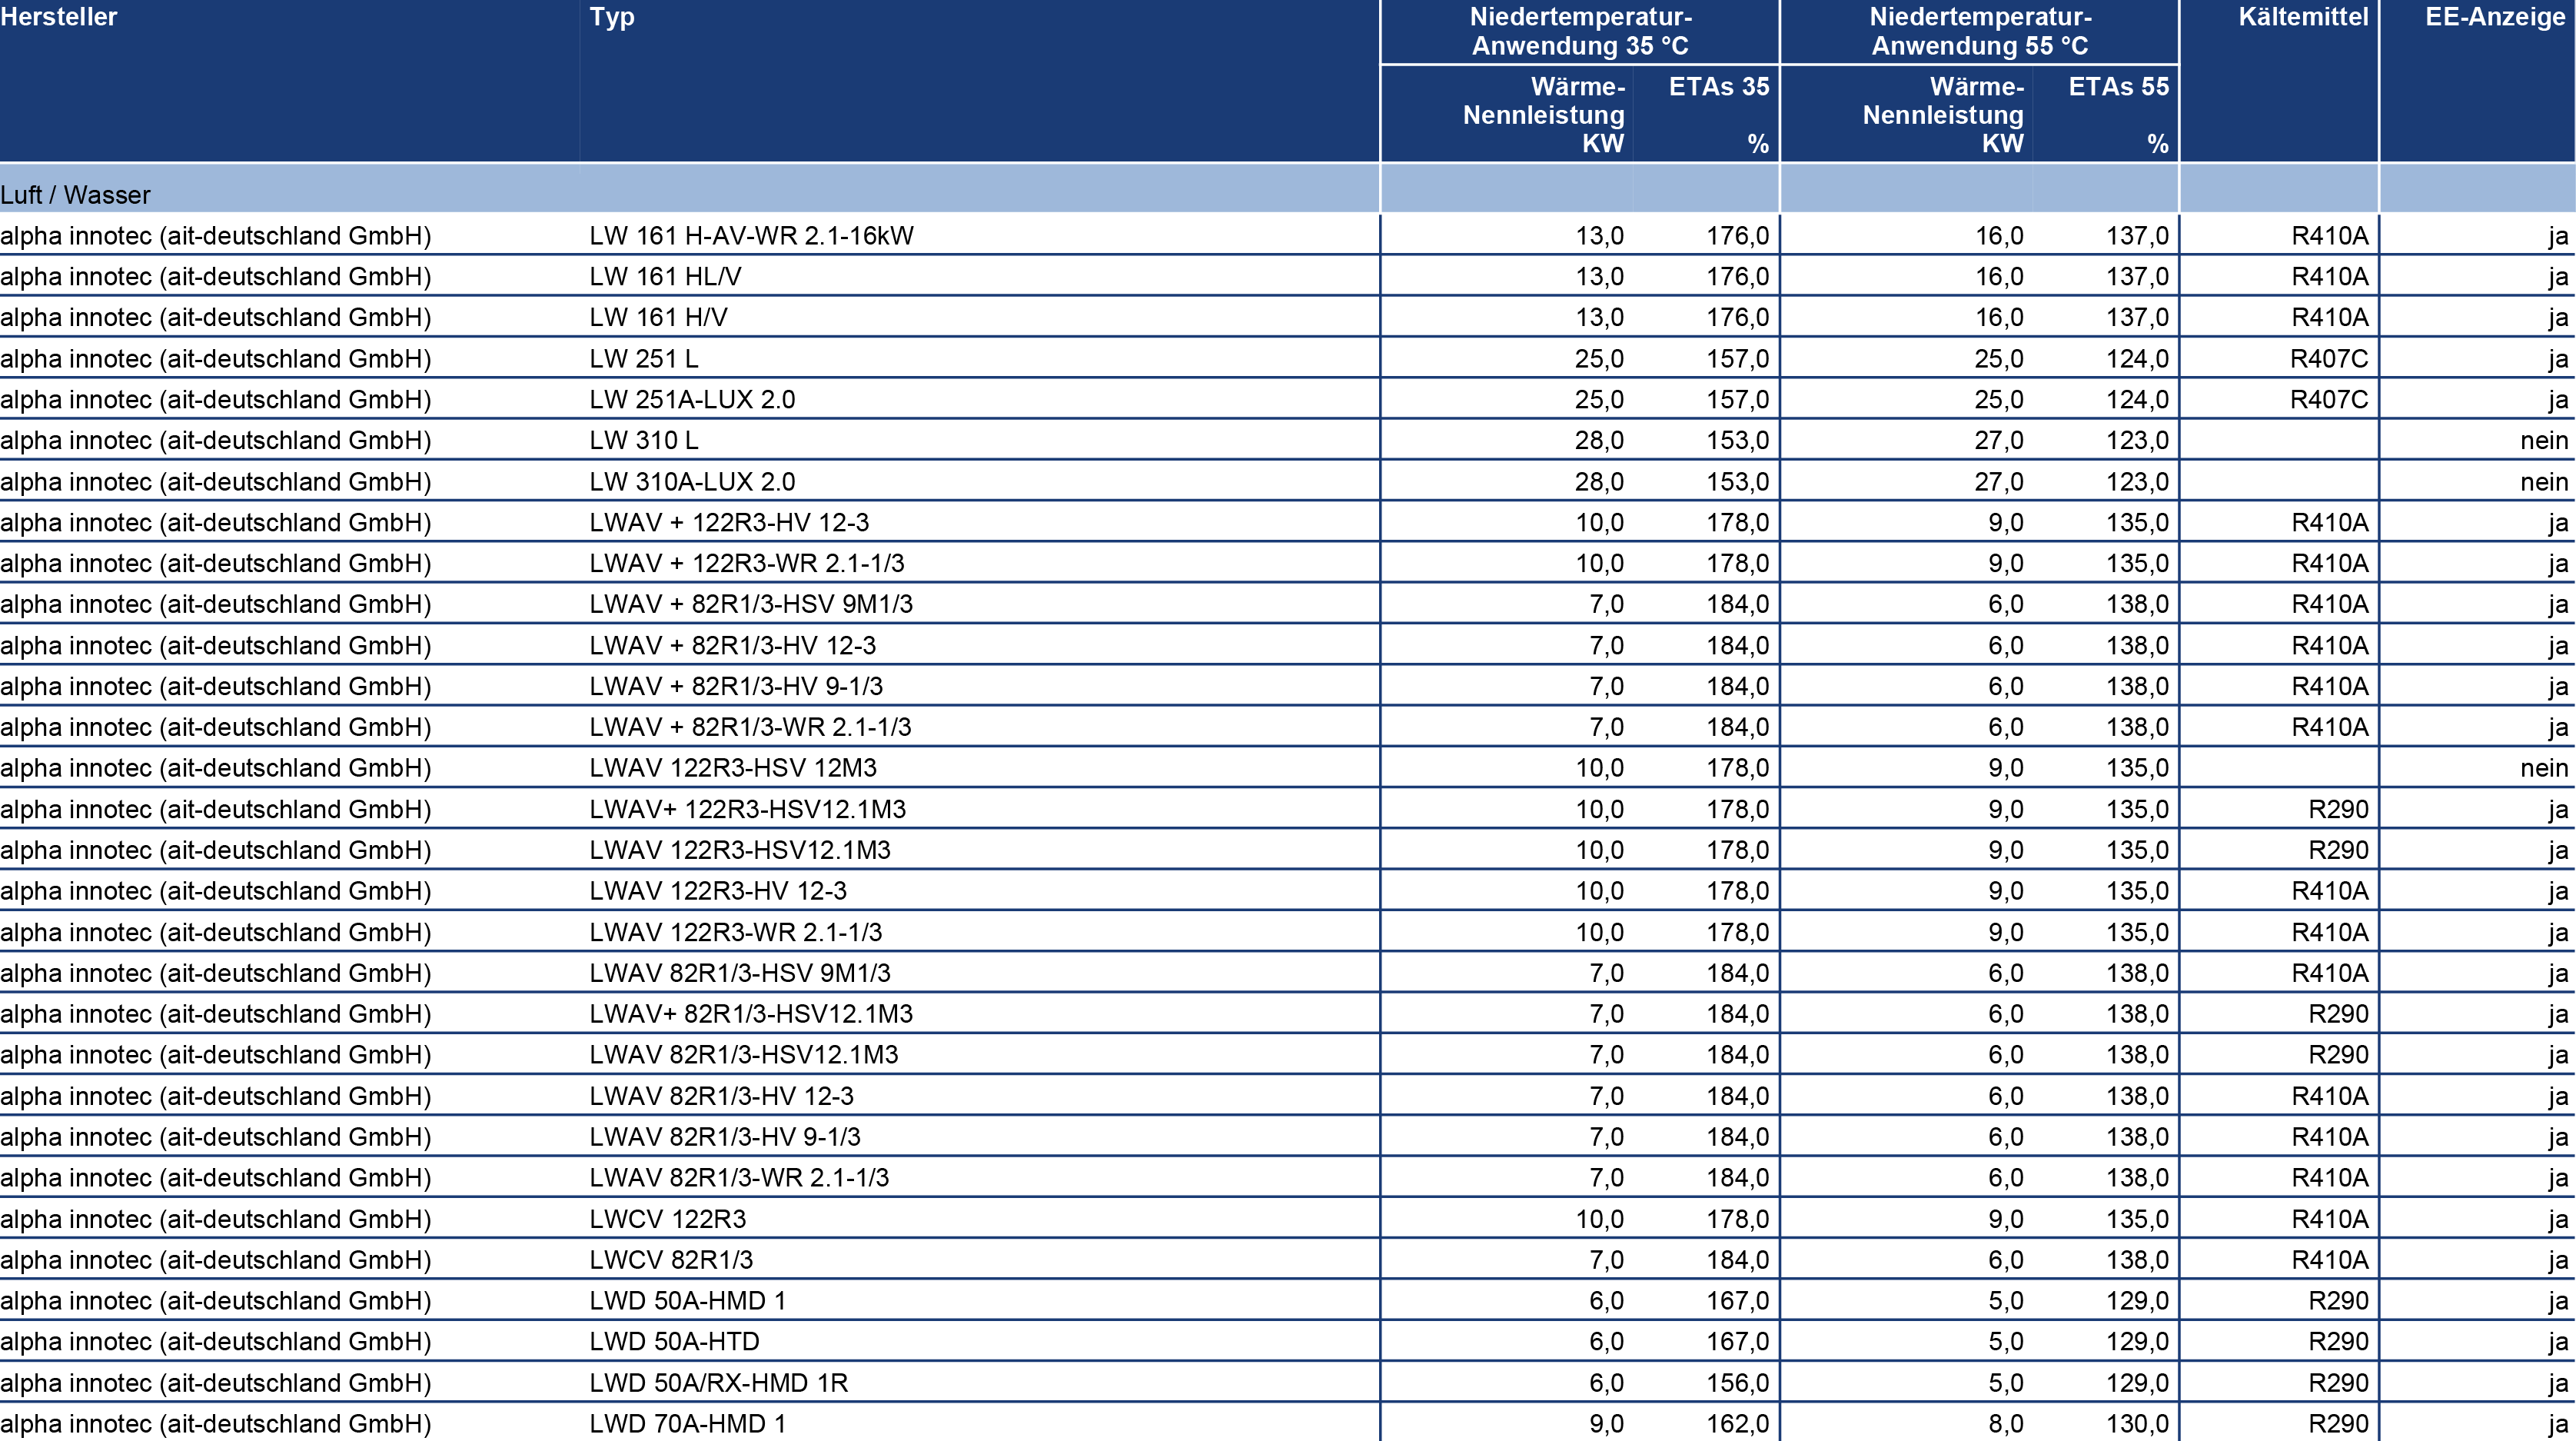 Hersteller Typ Niedertemperatur- Niedertemperatur- Kältemittel EE-Anzeige
Anwendung 35 °C Anwendung 55 °C
Wärme- ETAs 35 Wärme- ETAs 55
Nennleistung Nennleistung
KW % KW %
Luft / Wasser
alpha innotec (ait-deutschland GmbH) LW 161 H-AV-WR 2.1-16kW 13,0 176,0 16,0 137,0 R410A ja
alpha innotec (ait-deutschland GmbH) LW 161 HL/V 13,0 176,0 16,0 137,0 R410A ja
alpha innotec (ait-deutschland GmbH) LW 161 H/V 13,0 176,0 16,0 137,0 R410A ja
alpha innotec (ait-deutschland GmbH) LW 251 L 25,0 157,0 25,0 124,0 R407C ja
alpha innotec (ait-deutschland GmbH) LW 251A-LUX 2.0 25,0 157,0 25,0 124,0 R407C ja
alpha innotec (ait-deutschland GmbH) LW 310 L 28,0 153,0 27,0 123,0 nein
alpha innotec (ait-deutschland GmbH) LW 310A-LUX 2.0 28,0 153,0 27,0 123,0 nein
alpha innotec (ait-deutschland GmbH) LWAV + 122R3-HV 12-3 10,0 178,0 9,0 135,0 R410A ja
alpha innotec (ait-deutschland GmbH) LWAV + 122R3-WR 2.1-1/3 10,0 178,0 9,0 135,0 R410A ja
alpha innotec (ait-deutschland GmbH) LWAV + 82R1/3-HSV 9M1/3 7,0 184,0 6,0 138,0 R410A ja
alpha innotec (ait-deutschland GmbH) LWAV + 82R1/3-HV 12-3 7,0 184,0 6,0 138,0 R410A ja
alpha innotec (ait-deutschland GmbH) LWAV + 82R1/3-HV 9-1/3 7,0 184,0 6,0 138,0 R410A ja
alpha innotec (ait-deutschland GmbH) LWAV + 82R1/3-WR 2.1-1/3 7,0 184,0 6,0 138,0 R410A ja
alpha innotec (ait-deutschland GmbH) LWAV 122R3-HSV 12M3 10,0 178,0 9,0 135,0 nein
alpha innotec (ait-deutschland GmbH) LWAV+ 122R3-HSV12.1M3 10,0 178,0 9,0 135,0 R290 ja
alpha innotec (ait-deutschland GmbH) LWAV 122R3-HSV12.1M3 10,0 178,0 9,0 135,0 R290 ja
alpha innotec (ait-deutschland GmbH) LWAV 122R3-HV 12-3 10,0 178,0 9,0 135,0 R410A ja
alpha innotec (ait-deutschland GmbH) LWAV 122R3-WR 2.1-1/3 10,0 178,0 9,0 135,0 R410A ja
alpha innotec (ait-deutschland GmbH) LWAV 82R1/3-HSV 9M1/3 7,0 184,0 6,0 138,0 R410A ja
alpha innotec (ait-deutschland GmbH) LWAV+ 82R1/3-HSV12.1M3 7,0 184,0 6,0 138,0 R290 ja
alpha innotec (ait-deutschland GmbH) LWAV 82R1/3-HSV12.1M3 7,0 184,0 6,0 138,0 R290 ja
alpha innotec (ait-deutschland GmbH) LWAV 82R1/3-HV 12-3 7,0 184,0 6,0 138,0 R410A ja
alpha innotec (ait-deutschland GmbH) LWAV 82R1/3-HV 9-1/3 7,0 184,0 6,0 138,0 R410A ja
alpha innotec (ait-deutschland GmbH) LWAV 82R1/3-WR 2.1-1/3 7,0 184,0 6,0 138,0 R410A ja
alpha innotec (ait-deutschland GmbH) LWCV 122R3 10,0 178,0 9,0 135,0 R410A ja
alpha innotec (ait-deutschland GmbH) LWCV 82R1/3 7,0 184,0 6,0 138,0 R410A ja
alpha innotec (ait-deutschland GmbH) LWD 50A-HMD 1 6,0 167,0 5,0 129,0 R290 ja
alpha innotec (ait-deutschland GmbH) LWD 50A-HTD 6,0 167,0 5,0 129,0 R290 ja
alpha innotec (ait-deutschland GmbH) LWD 50A/RX-HMD 1R 6,0 156,0 5,0 129,0 R290 ja
alpha innotec (ait-deutschland GmbH) LWD 70A-HMD 1 9,0 162,0 8,0 130,0 R290 ja